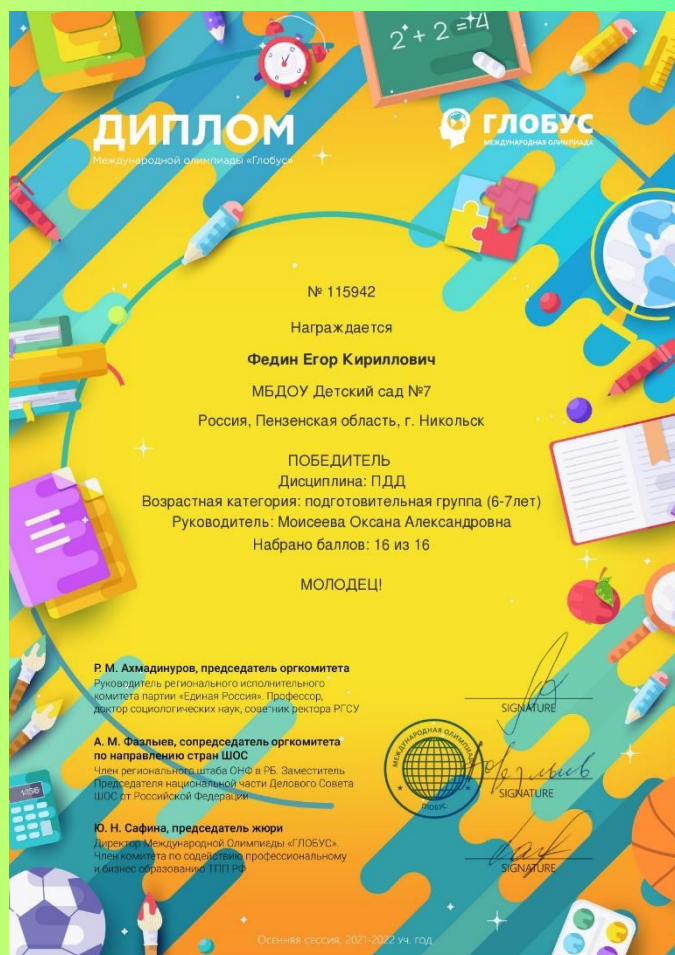 2 + 2 = 4
ДИПЛОМ
Международной олимпиады «Глобус»
ГЛОБУС
МЕЖДУНАРОДНАЯ ОЛИМПИАДА
№ 115942
Награждается
Федин Егор Кириллович
МБДОУ Детский сад №7
Россия, Пензенская область, г. Никольск
ПОБЕДИТЕЛЬ
Дисциплина: ПДД
Возрастная категория: подготовительная группа (6-7лет)
Руководитель: Моисеева Оксана Александровна
Набрано баллов: 16 из 16
МОЛОДЕЦ!
Р. М. Ахмадинуров, председатель оргкомитета
Руководитель регионального исполнительного
комитета партии «Единая Россия». Профессор,
доктор социологических наук, советник ректора РГСУ
SIGNATURE
А. М. Фазлыев, сопредседатель оргкомитета
по направлению стран ШОС
Член регионального штаба ОНФ в РБ. Заместитель
Председателя национальной части Делового Совета
ШОС от Российской Федерации
МЕЖДУНАРОДНАЯ ОЛИМПИАДА
ГЛОБУС
SIGNATURE
Ю. Н. Сафина, председатель жюри
Директор Международной Олимпиады «ГЛОБУС».
Член комитета по содействию профессиональному
и бизнес образованию ТПП РФ
SIGNATURE
1256
Осенняя сессия, 2021-2022 уч. год